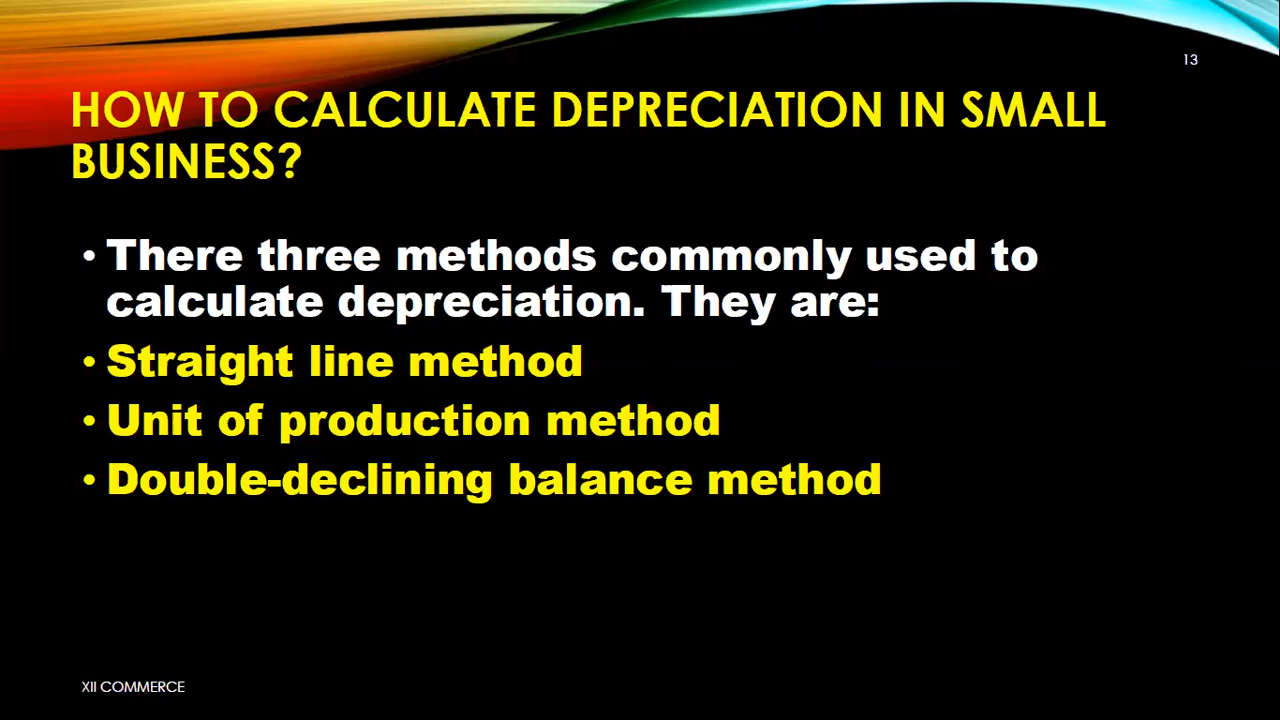 13
HOW TO CALCULATE DEPRECIATION IN SMALL
BUSINESS?
• There three methods commonly used to
calculate depreciation. They are:
• Straight line method
• Unit of production method
• Double-declining balance method
XII COMMERCE